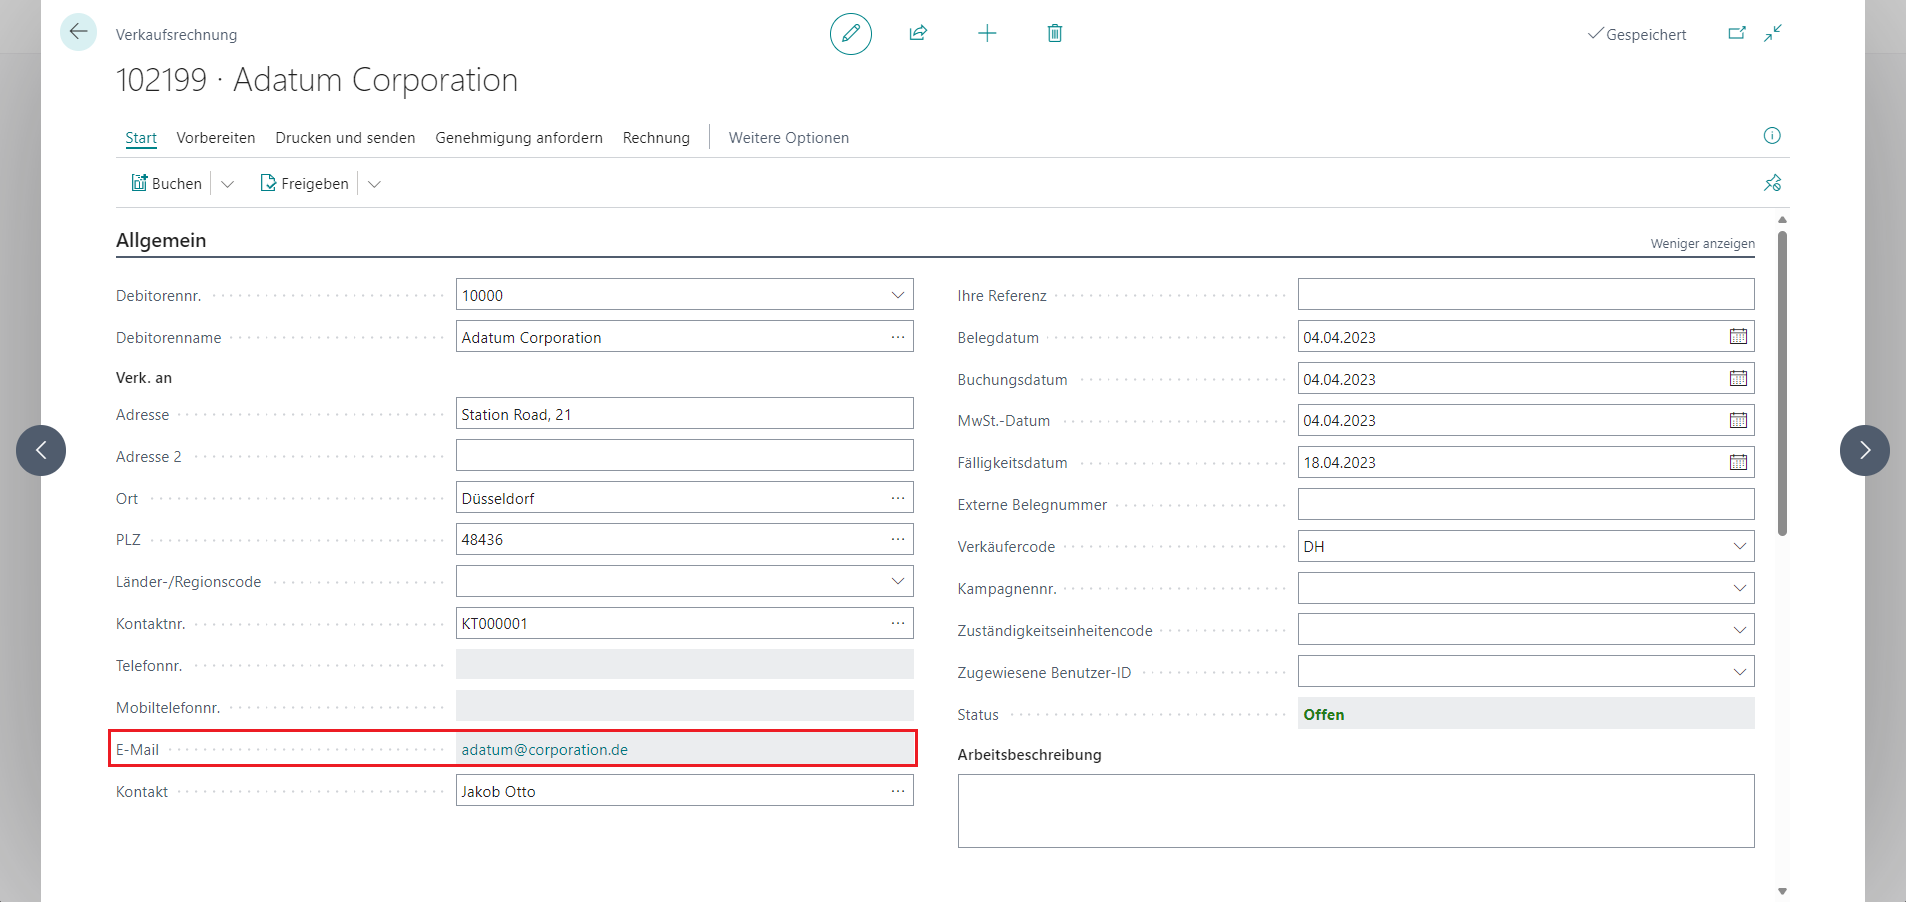 Verkaufsrechnung
Gespeichert
102199 · Adatum Corporation
Start Vorbereiten Drucken und senden Genehmigung anfordern Rechnung Weitere Optionen
Buchen Freigeben
Allgemein
Weniger anzeigen
Debitorennr. 10000
Debitorenname Adatum Corporation
Verk. an
Adresse Station Road, 21
Adresse 2
Ort Düsseldorf
PLZ 48436
Länder-/Regionscode
Kontaktnr. KT000001
Telefonnr.
Mobiltelefonnr.
E-Mail adatum@corporation.de
Kontakt Jakob Otto
Ihre Referenz
Belegdatum 04.04.2023
Buchungsdatum 04.04.2023
MwSt.-Datum 04.04.2023
Fälligkeitsdatum 18.04.2023
Externe Belegnummer
Verkäufercode DH
Kampagnennr.
Zuständigkeitseinheitencode
Zugewiesene Benutzer-ID
Status Offen
Arbeitsbeschreibung